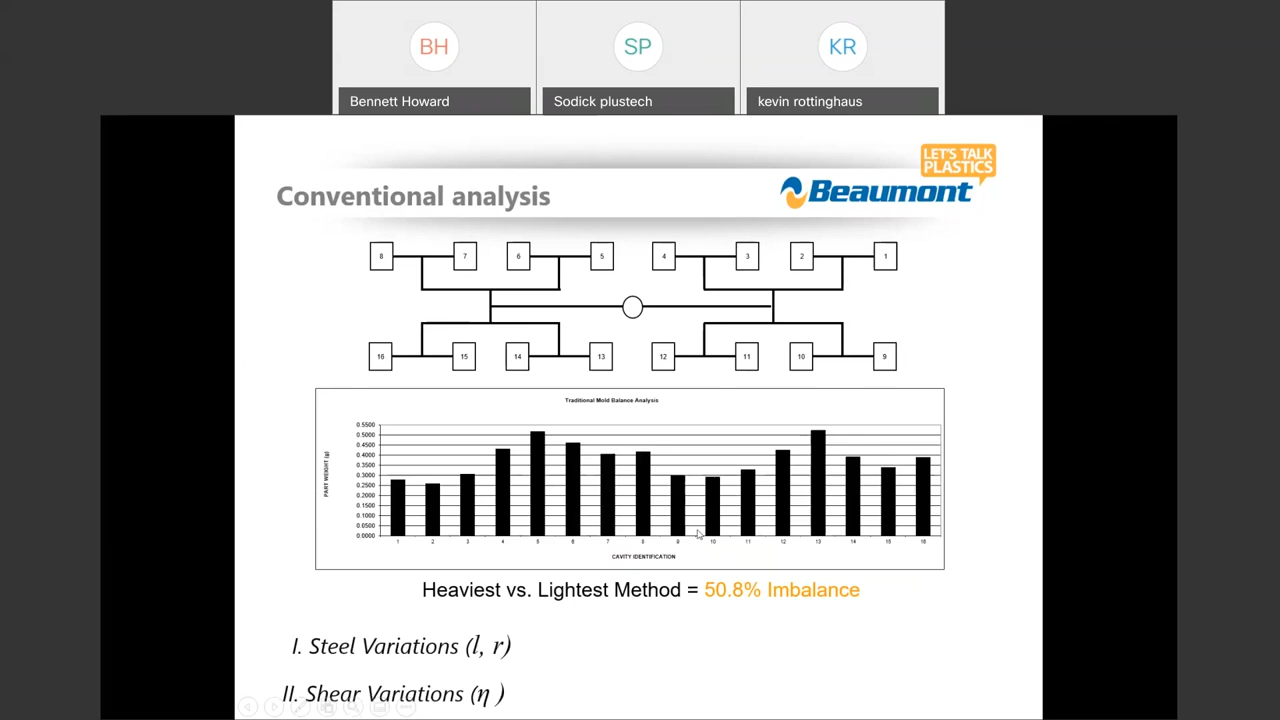 BH
SP
KR
Bennett Howard
Sodick plustech
kevin rottinghaus
LET'S TALK
PLASTICS
Conventional analysis
Beaumont
8 7 6 5 4 3 2 1
16 15 14 13 12 11 10 9
Traditional Mold Balance Analysis
PART WEIGHT (g)
0.5500
0.5000
0.4500
0.4000
0.3500
0.3000
0.2500
0.2000
0.1500
0.1000
0.0500
0.0000
1 2 3 4 5 6 7 8 9 10 11 12 13 14 15 16
CAVITY IDENTIFICATION
Heaviest vs. Lightest Method = 50.8% Imbalance
I. Steel Variations (l, r)
II. Shear Variations (η )